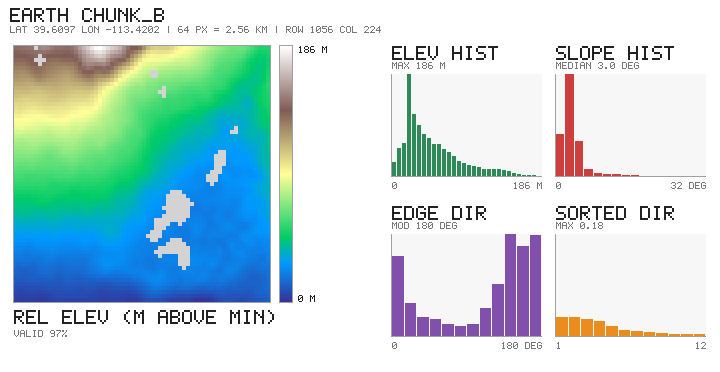 EARTH CHUNK_B
LAT 39.6097 LON -113.4202 | 64 PX = 2.56 KM | ROW 1056 COL 224
186 M
0 M
REL ELEV (M ABOVE MIN)
VALID 97%
ELEV HIST
MAX 186 M
0 186 M
SLOPE HIST
MEDIAN 3.0 DEG
0 32 DEG
EDGE DIR
MOD 180 DEG
0 180 DEG
SORTED DIR
MAX 0.18
1 12